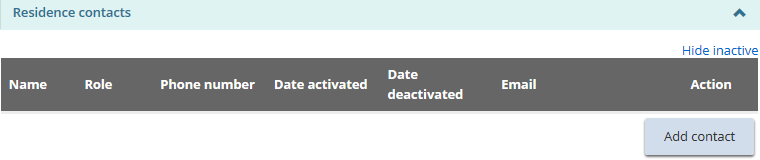 Residence contacts
Hide inactive
Name Role Phone number Date activated Date deactivated Email Action
Add contact